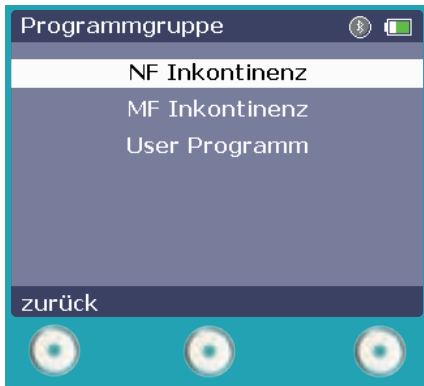 Programmgruppe
NF Inkontinenz
MF Inkontinenz
User Programm
zurück